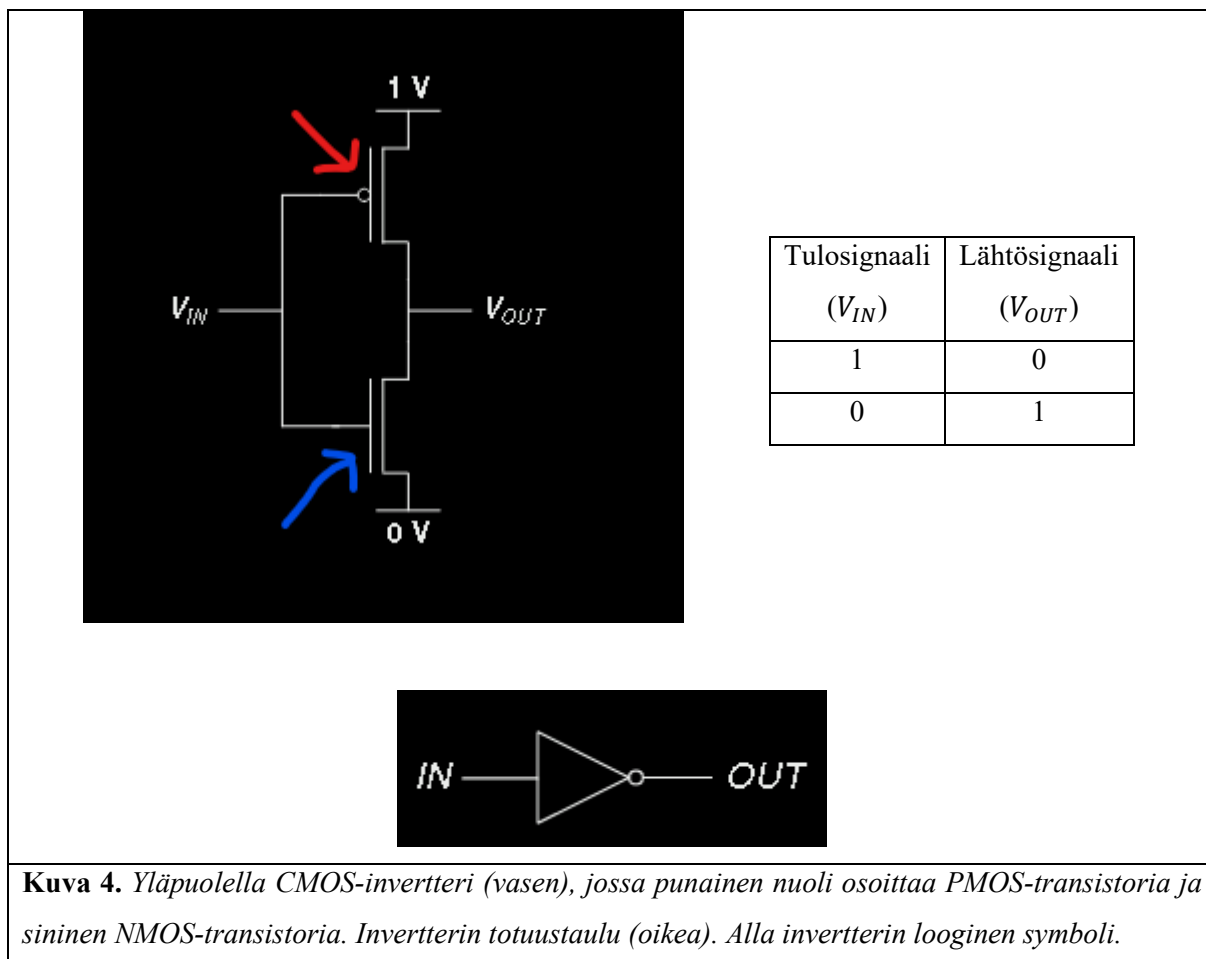 1 V
V_IN
V_OUT
0 V
Tulosignaali Lähtösignaali
(V_IN) (V_OUT)
1 0
0 1
IN OUT
Kuva 4. Yläpuolella CMOS-invertteri (vasen), jossa punainen nuoli osoittaa PMOS-transistoria ja
sininen NMOS-transistoria. Invertterin totuustaulu (oikea). Alla invertterin looginen symboli.